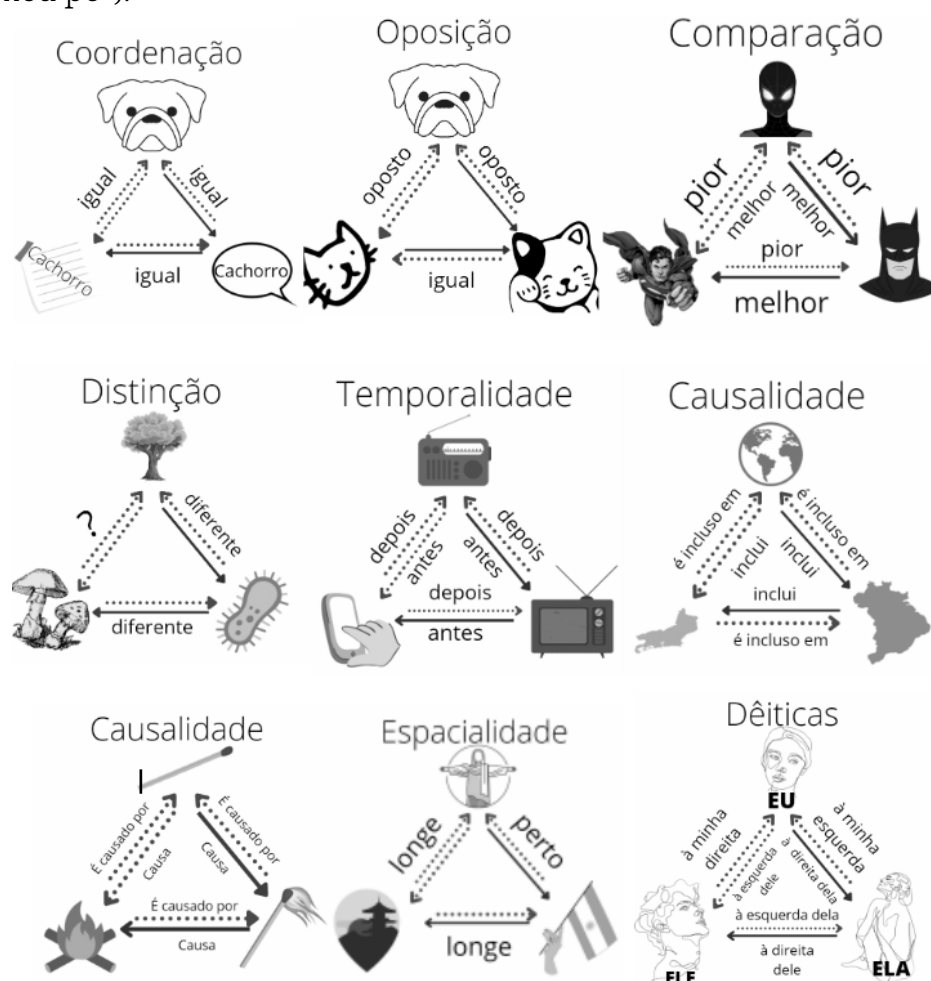 Coordenação
igual
igual
Cachorro
igual
Cachorro
Oposição
oposto
oposto
igual
Comparação
pior
melhor
melhor
pior
pior
melhor
Distinção
?
diferente
diferente
Temporalidade
depois
antes
antes
depois
depois
antes
Causalidade
é incluso em
inclui
inclui
é incluso em
inclui
é incluso em
Causalidade
É causado por
Causa
Causa
É causado por
É causado por
Causa
Espacialidade
longe
perto
longe
Dêiticas
EU
à minha
direita
à esquerda
dele
à direita dela
à minha
esquerda
à esquerda dela
à direita
dele
ELE
ELA